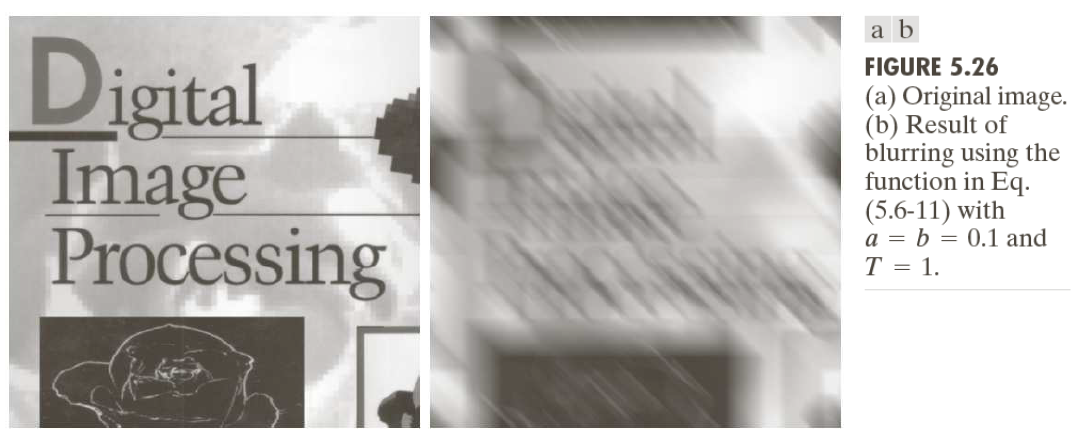 Digital
Image
Processing
a b
FIGURE 5.26
(a) Original image.
(b) Result of
blurring using the
function in Eq.
(5.6-11) with
a = b = 0.1 and
T = 1.